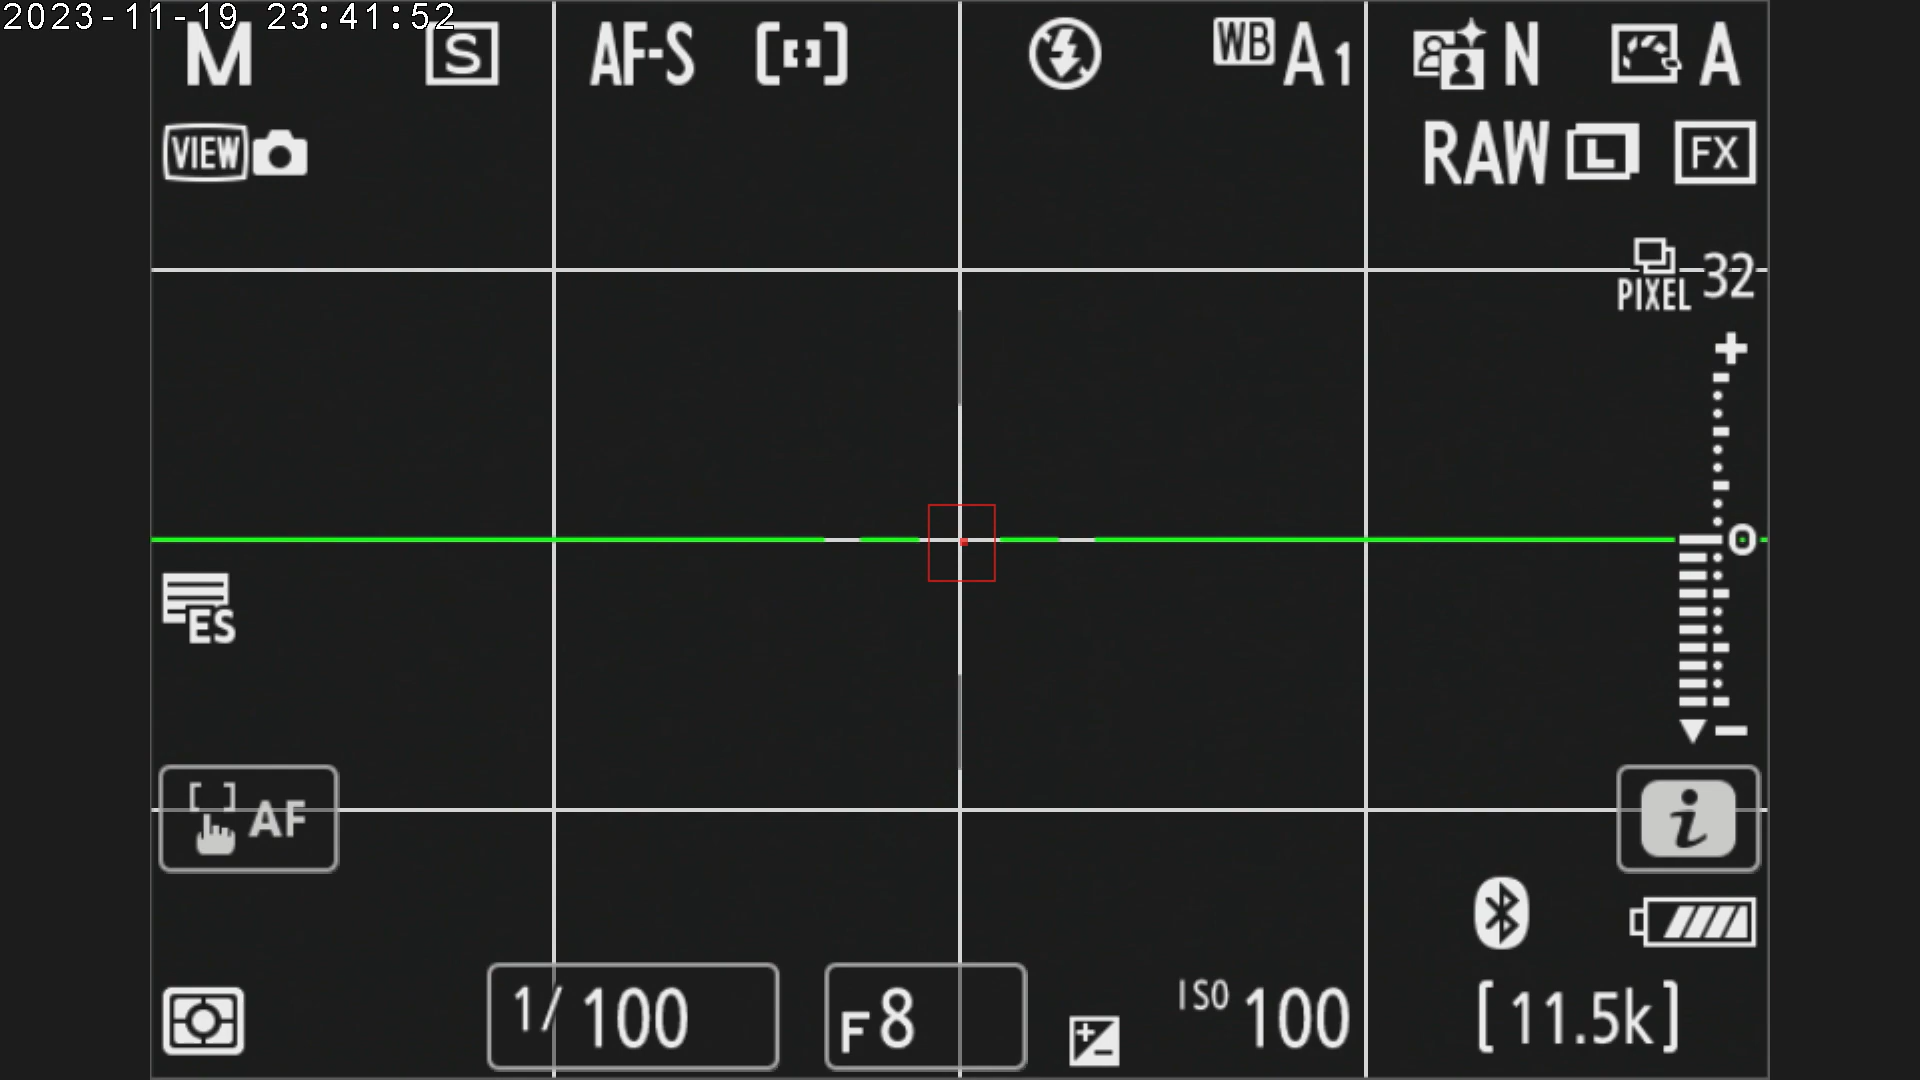 2023-11-19 23:41:52
M S AF-S WB A1 N A
VIEW RAW L FX
PIXEL 32
+
0
ES
−
AF i
1/100 F8 +− ISO 100 [11.5k]